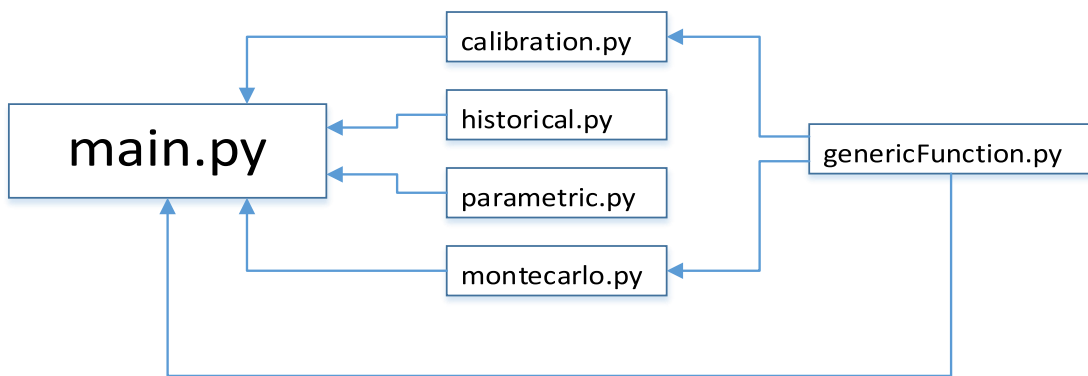 calibration.py
historical.py
main.py
genericFunction.py
parametric.py
montecarlo.py